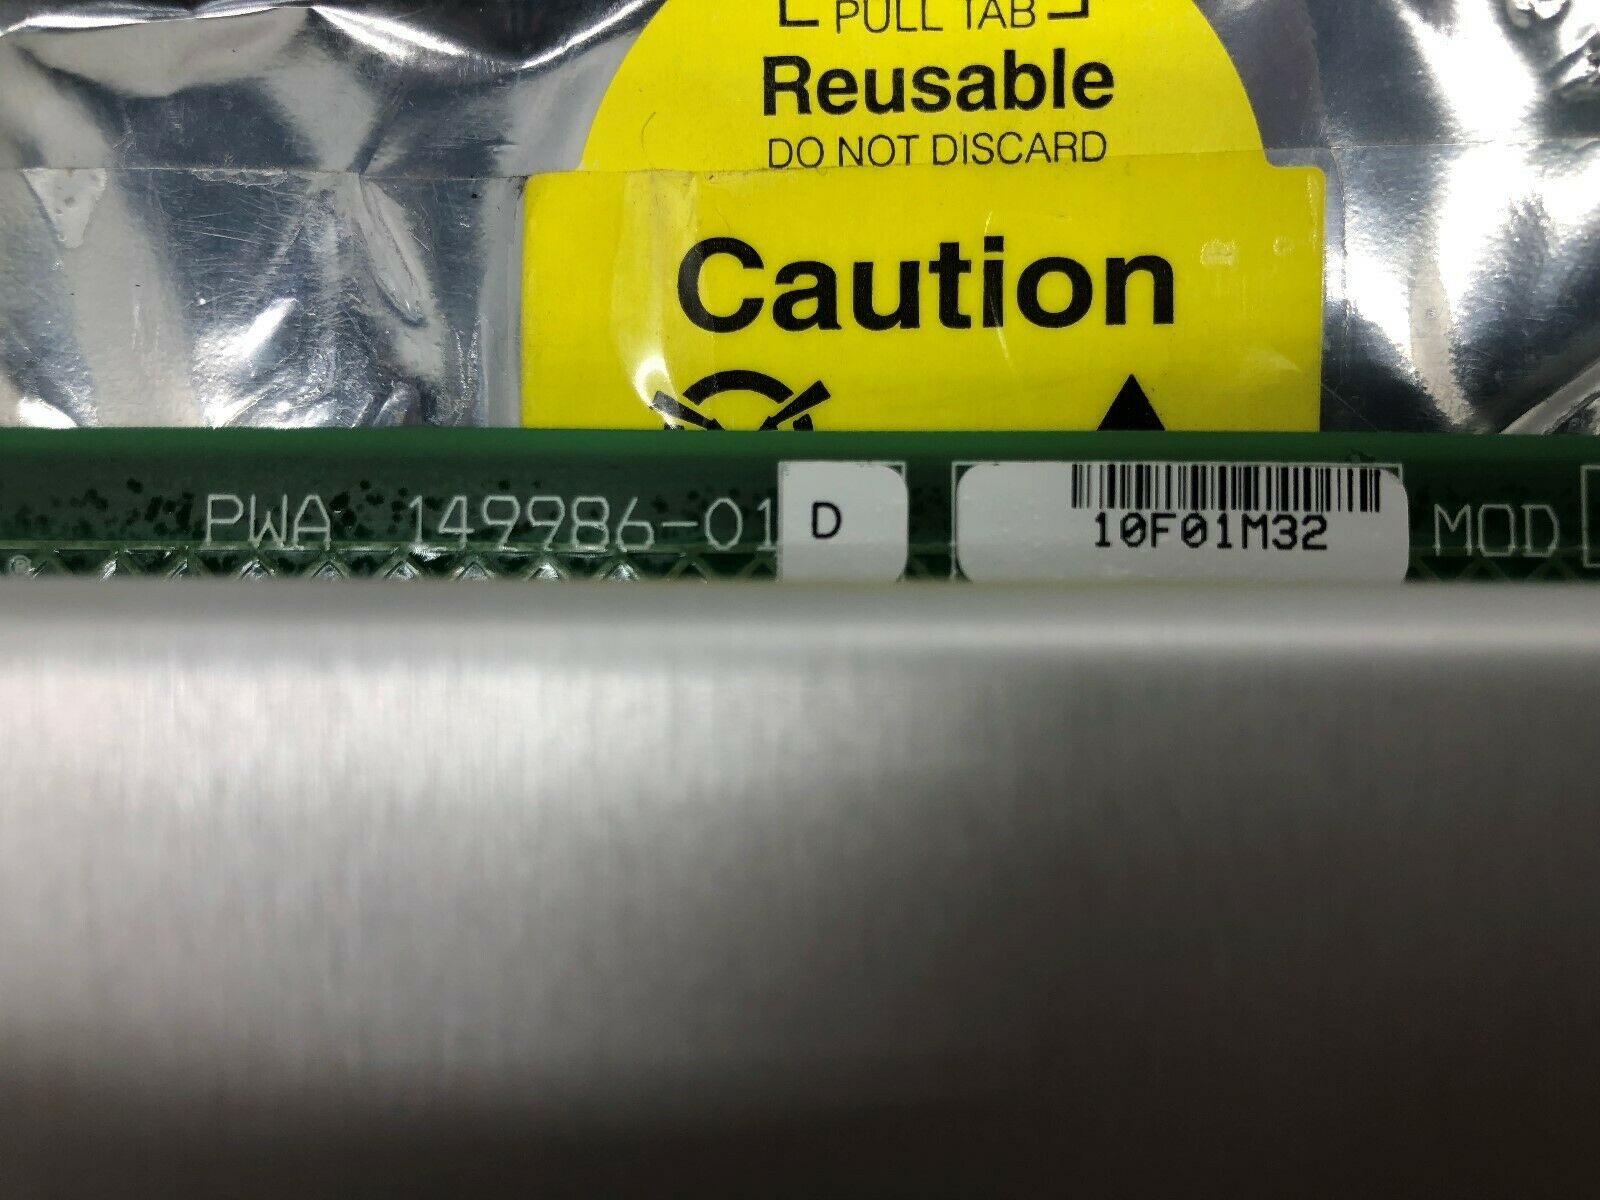 PULL TAB
Reusable
DO NOT DISCARD
Caution
PWA 149986-01 D 10F01M32 MOD